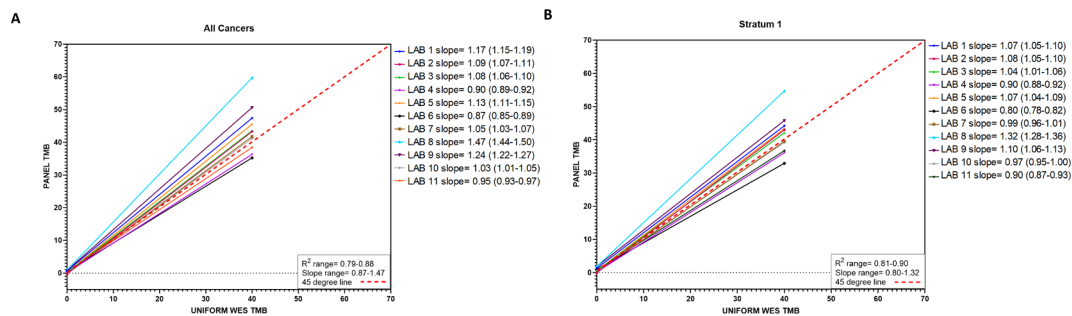 A
All Cancers
PANEL TMB
70
60
50
40
30
20
10
0
0 10 20 30 40 50 60 70
UNIFORM WES TMB
R² range= 0.79-0.88
Slope range= 0.87-1.47
45 degree line
LAB 1 slope= 1.17 (1.15-1.19)
LAB 2 slope= 1.09 (1.07-1.11)
LAB 3 slope= 1.08 (1.06-1.10)
LAB 4 slope= 0.90 (0.89-0.92)
LAB 5 slope= 1.13 (1.11-1.15)
LAB 6 slope= 0.87 (0.85-0.89)
LAB 7 slope= 1.05 (1.03-1.07)
LAB 8 slope= 1.47 (1.44-1.50)
LAB 9 slope= 1.24 (1.22-1.27)
LAB 10 slope= 1.03 (1.01-1.05)
LAB 11 slope= 0.95 (0.93-0.97)
B
Stratum 1
PANEL TMB
70
60
50
40
30
20
10
0
0 10 20 30 40 50 60 70
UNIFORM WES TMB
R² range= 0.81-0.90
Slope range= 0.80-1.32
45 degree line
LAB 1 slope= 1.07 (1.05-1.10)
LAB 2 slope= 1.08 (1.05-1.10)
LAB 3 slope= 1.04 (1.01-1.06)
LAB 4 slope= 0.90 (0.88-0.92)
LAB 5 slope= 1.07 (1.04-1.09)
LAB 6 slope= 0.80 (0.78-0.82)
LAB 7 slope= 0.99 (0.96-1.01)
LAB 8 slope= 1.32 (1.28-1.36)
LAB 9 slope= 1.10 (1.06-1.13)
LAB 10 slope= 0.97 (0.95-1.00)
LAB 11 slope= 0.90 (0.87-0.93)